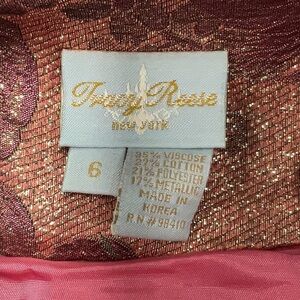 Tracy Reese
new york
6
35% VISCOSE
27% COTTON
21% POLYESTER
17% METALLIC
MADE IN
KOREA
RN#98410